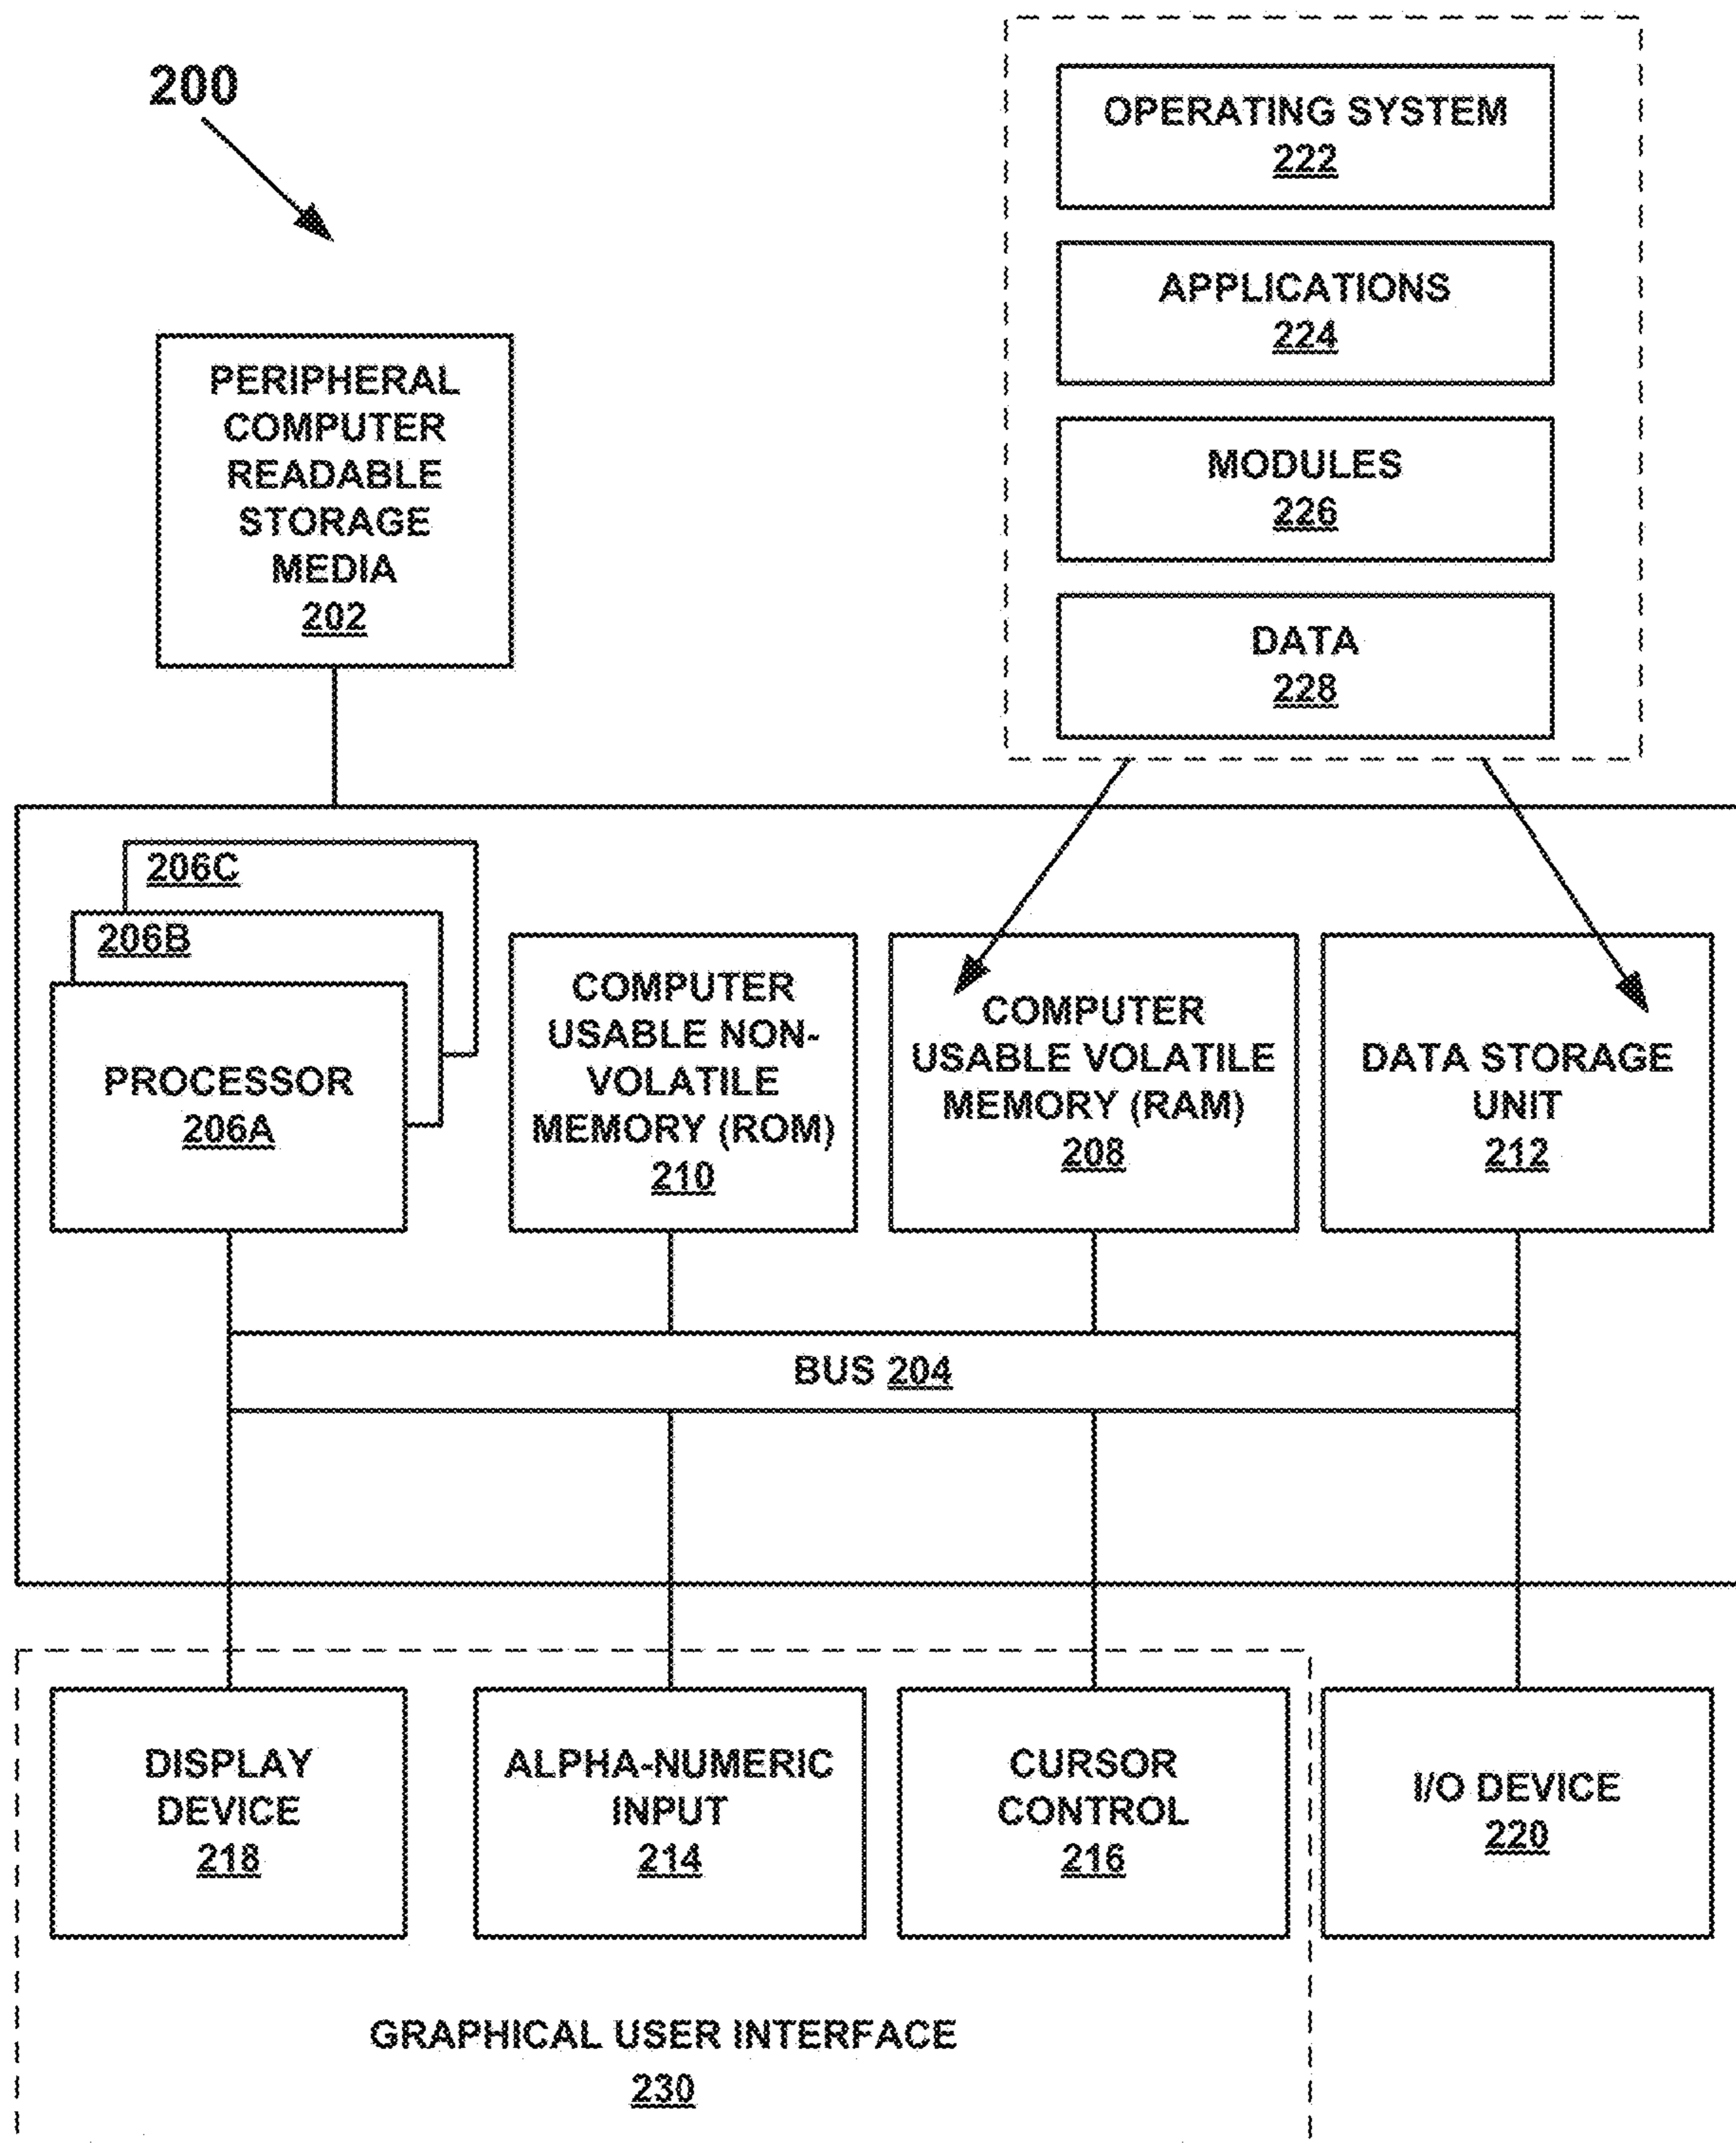 200
OPERATING SYSTEM
222
APPLICATIONS
224
MODULES
226
DATA
228
PERIPHERAL
COMPUTER
READABLE
STORAGE
MEDIA
202
206C
206B
PROCESSOR
206A
COMPUTER
USABLE NON-
VOLATILE
MEMORY (ROM)
210
COMPUTER
USABLE VOLATILE
MEMORY (RAM)
208
DATA STORAGE
UNIT
212
BUS 204
DISPLAY
DEVICE
218
ALPHA-NUMERIC
INPUT
214
CURSOR
CONTROL
216
I/O DEVICE
220
GRAPHICAL USER INTERFACE
230